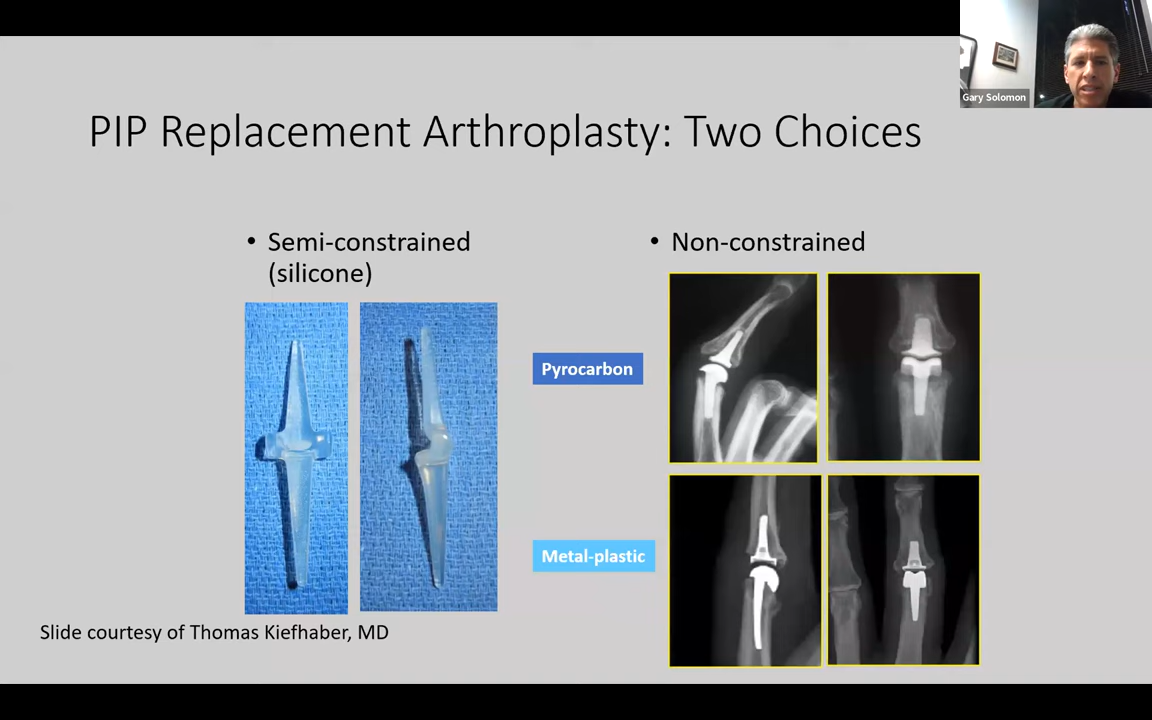 Gary Solomon
PIP Replacement Arthroplasty: Two Choices
• Semi-constrained
(silicone)
• Non-constrained
Pyrocarbon
Metal-plastic
Slide courtesy of Thomas Kiefhaber, MD